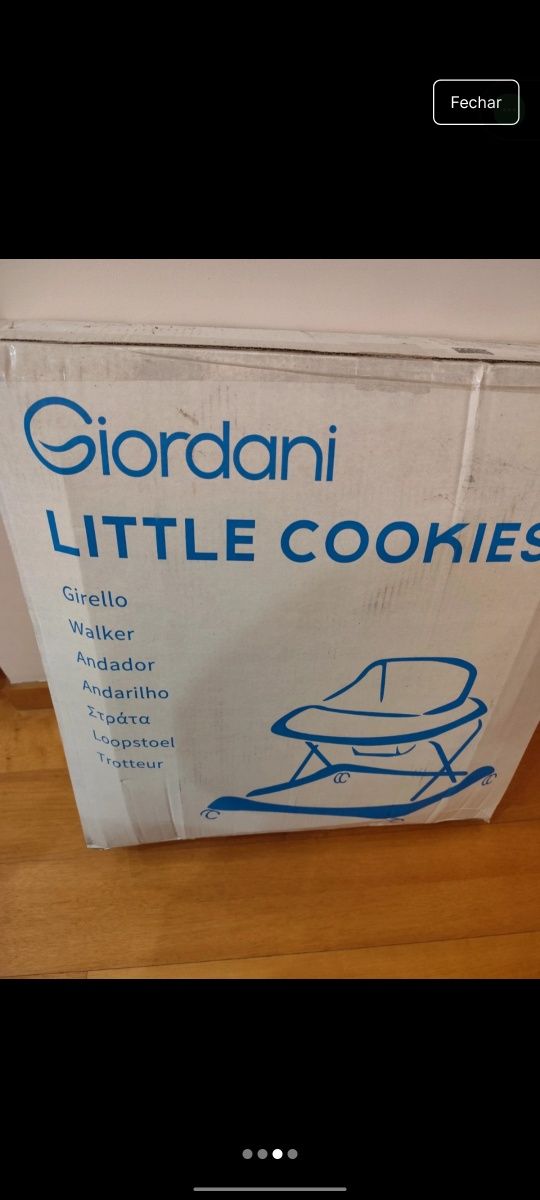 Fechar
Giordani
LITTLE COOKIES
Girello
Walker
Andador
Andarilho
Στράτα
Loopstoel
Trotteur